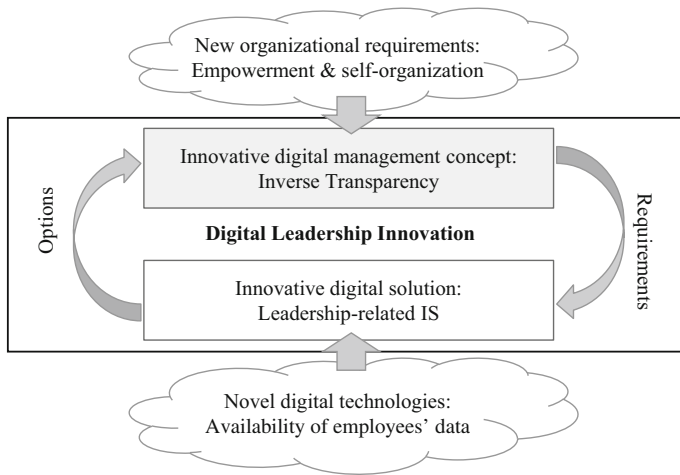 New organizational requirements:
Empowerment & self-organization
Innovative digital management concept:
Inverse Transparency
Options
Digital Leadership Innovation
Requirements
Innovative digital solution:
Leadership-related IS
Novel digital technologies:
Availability of employees’ data